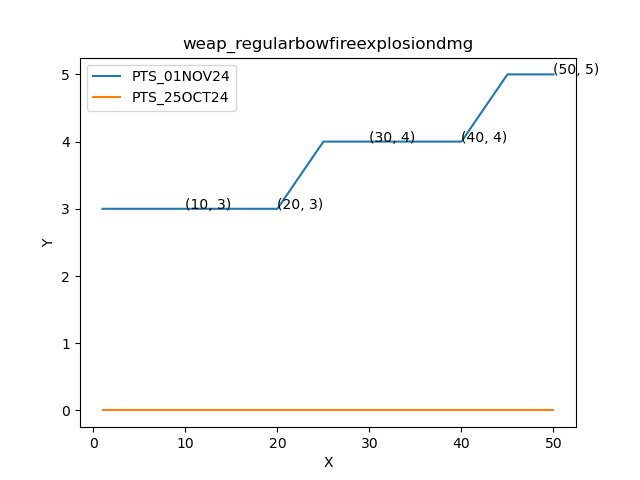 weap_regularbowfireexplosiondmg
PTS_01NOV24
PTS_25OCT24
(50, 5)
(30, 4)
(40, 4)
(10, 3)
(20, 3)
5
4
3
2
1
0
Y
0 10 20 30 40 50
X